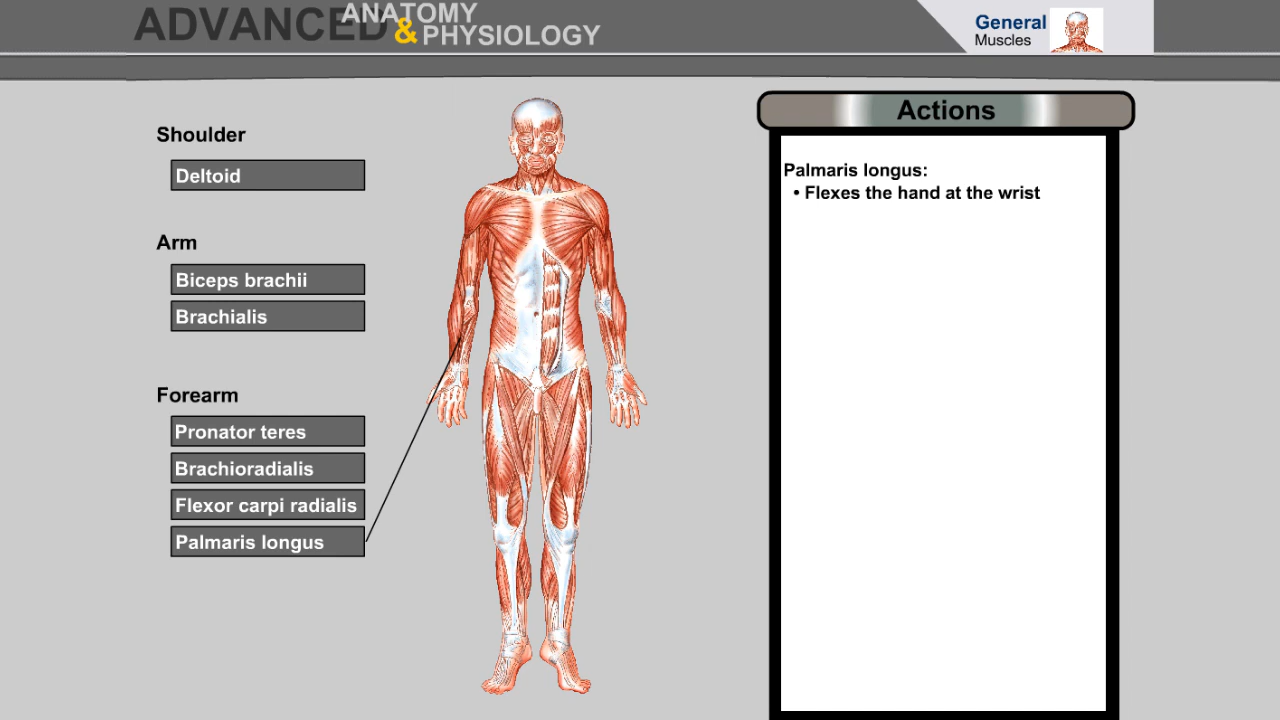 ADVANCED ANATOMY
& PHYSIOLOGY
General
Muscles
Shoulder
Deltoid
Arm
Biceps brachii
Brachialis
Forearm
Pronator teres
Brachioradialis
Flexor carpi radialis
Palmaris longus
Actions
Palmaris longus:
• Flexes the hand at the wrist